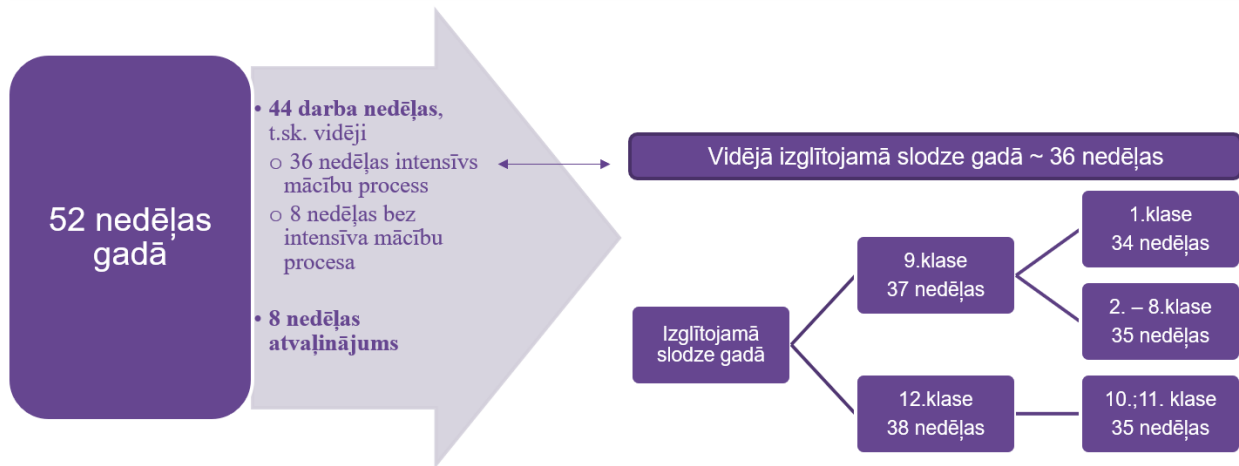 52 nedēļas
gadā
• 44 darba nedēļas,
t.sk. vidēji
o 36 nedēļas intensīvs
mācību process
o 8 nedēļas bez
intensīva mācību
procesa
• 8 nedēļas
atvaļinājums
Vidējā izglītojamā slodze gadā ~ 36 nedēļas
Izglītojamā
slodze gadā
9.klase
37 nedēļas
1.klase
34 nedēļas
2. – 8.klase
35 nedēļas
12.klase
38 nedēļas
10.;11. klase
35 nedēļas